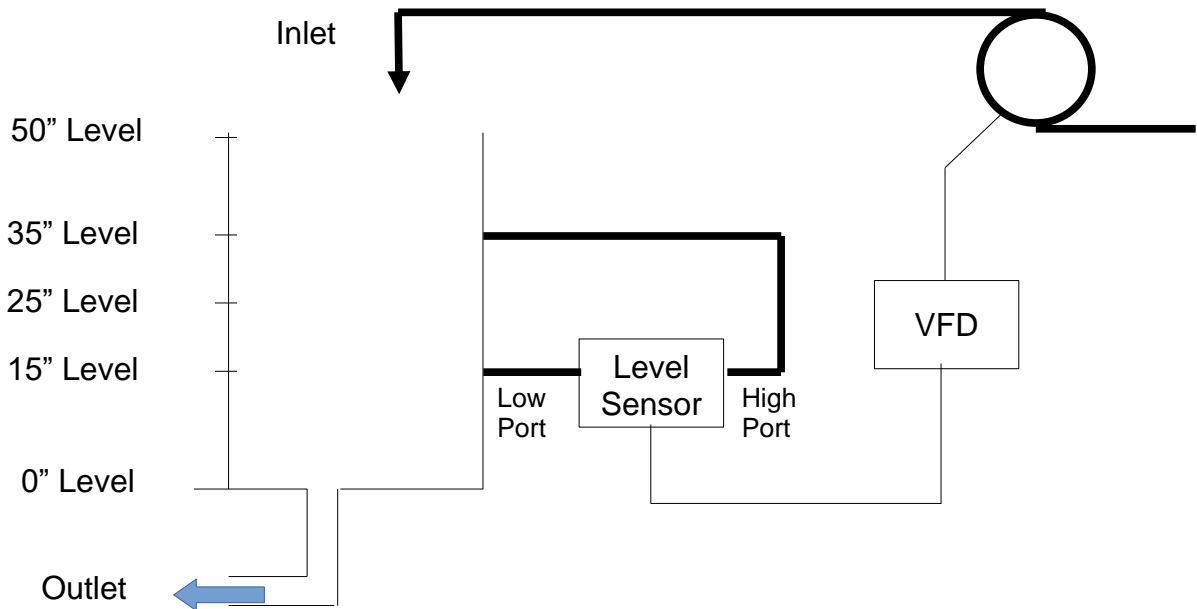 Inlet
50” Level
35” Level
25” Level
VFD
15” Level
Level
Sensor
Low
Port
High
Port
0” Level
Outlet